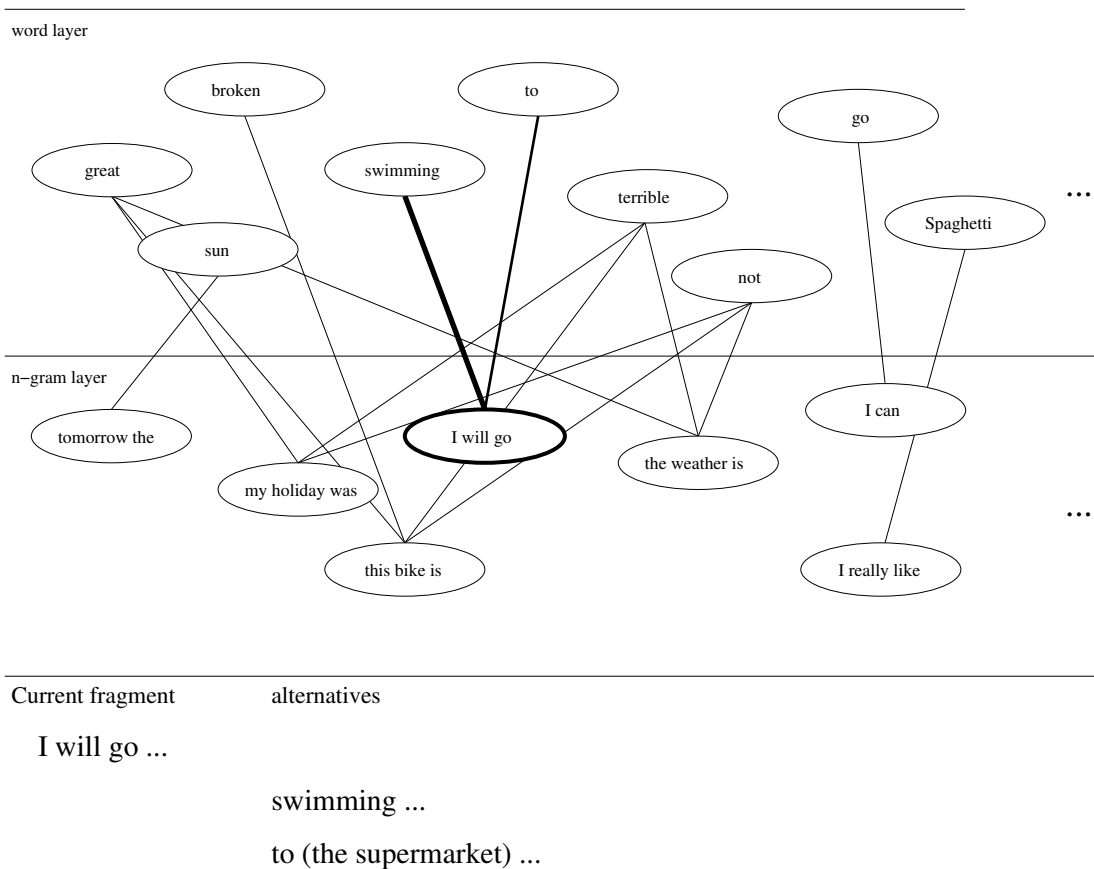 word layer
broken
to
go
great
swimming
terrible
Spaghetti
...
sun
not
n−gram layer
I can
tomorrow the
I will go
the weather is
my holiday was
...
this bike is
I really like
Current fragment alternatives
I will go ...
swimming ...
to (the supermarket) ...